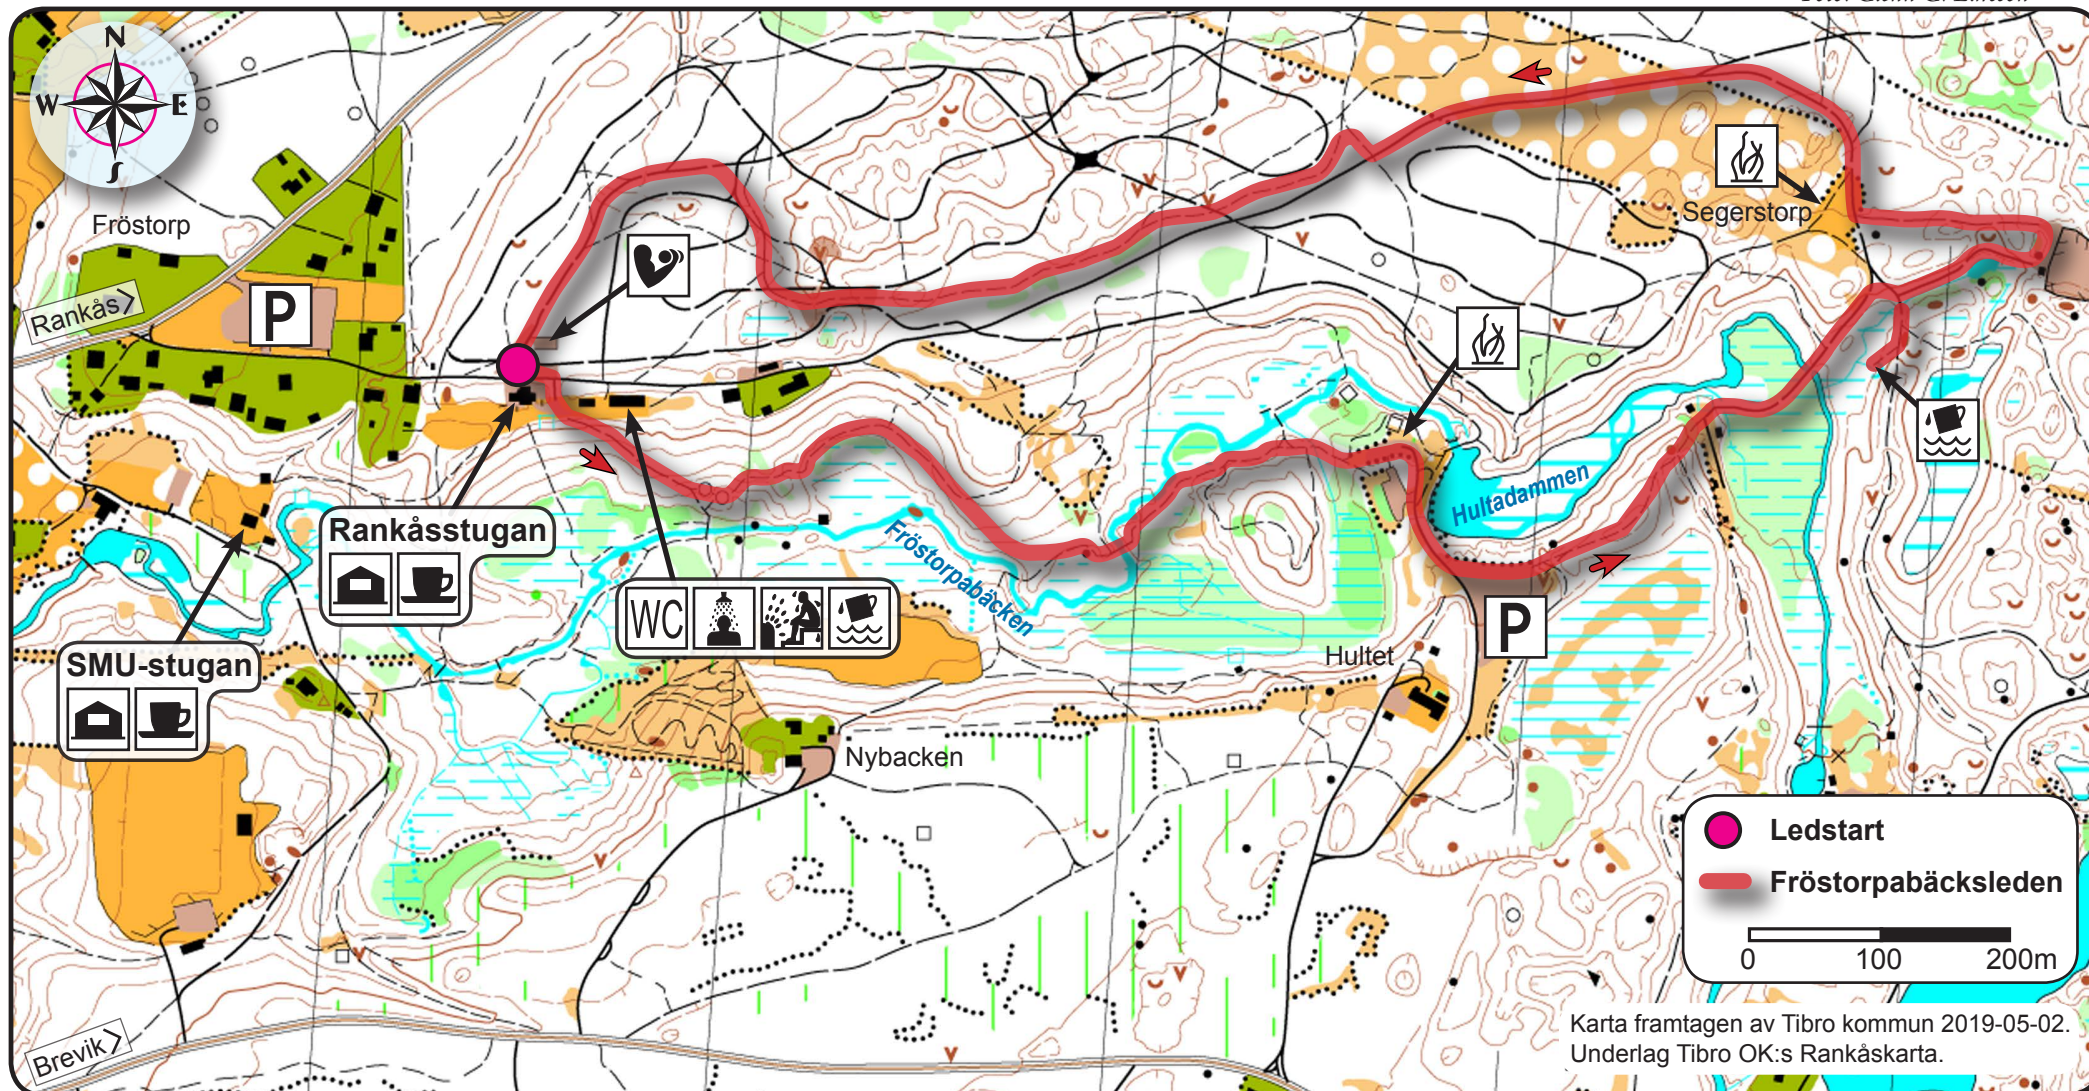 N
W E
S
Fröstorp
Rankås
P
Segerstorp
Hultadammen
Rankåsstugan
Fröstorpabäcken
WC
P
SMU-stugan
Hultet
Nybacken
Ledstart
Fröstorpabäcksleden
0 100 200m
Brevik
Karta framtagen av Tibro kommun 2019-05-02.
Underlag Tibro OK:s Rankåskarta.